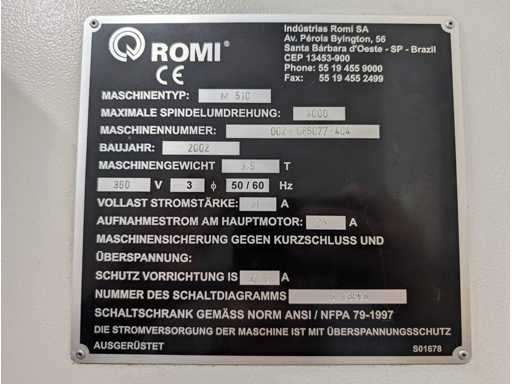 ROMI®
CE
Indústrias Romi SA
Av. Pérola Byington, 56
Santa Bárbara d'Oeste - SP - Brazil
CEP 13453-900
Phone: 55 19 455 9000
Fax: 55 19 455 2499
MASCHINENTYP: M 510
MAXIMALE SPINDELUMDREHUNG:
MASCHINENNUMMER:
BAUJAHR: 2002
MASCHINENGEWICHT T
360 V 3 ϕ 50 / 60 Hz
VOLLAST STROMSTÄRKE: A
AUFNAHMESTROM AM HAUPTMOTOR: A
MASCHINENSICHERUNG GEGEN KURZSCHLUSS UND
ÜBERSPANNUNG:
SCHUTZ VORRICHTUNG IS A
NUMMER DES SCHALTDIAGRAMMS
SCHALTSCHRANK GEMÄSS NORM ANSI / NFPA 79-1997
DIE STROMVERSORGUNG DER MASCHINE IST MIT ÜBERSPANNUNGSSCHUTZ
AUSGERÜSTET
S01678